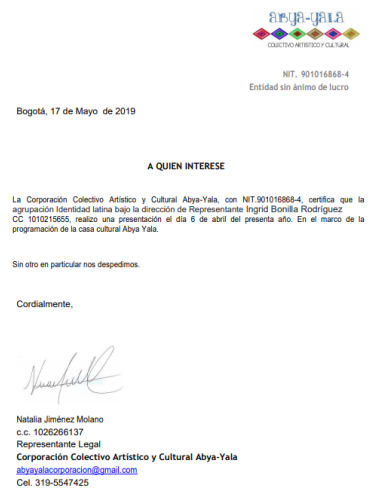 abya-yala
COLECTIVO ARTISTICO Y CULTURAL
NIT. 901016868-4
Entidad sin ánimo de lucro
Bogotá, 17 de Mayo de 2019
A QUIEN INTERESE
La Corporación Colectivo Artístico y Cultural Abya-Yala, con NIT.901016868-4, certifica que la
agrupación Identidad latina bajo la dirección de Representante Ingrid Bonilla Rodríguez
CC 1010215655, realizo una presentación el día 6 de abril del presenta año. En el marco de la
programación de la casa cultural Abya Yala.
Sin otro en particular nos despedimos.
Cordialmente,
Natalia Jiménez Molano
c.c. 1026266137
Representante Legal
Corporación Colectivo Artístico y Cultural Abya-Yala
abyayalacorporacion@gmail.com
Cel. 319-5547425